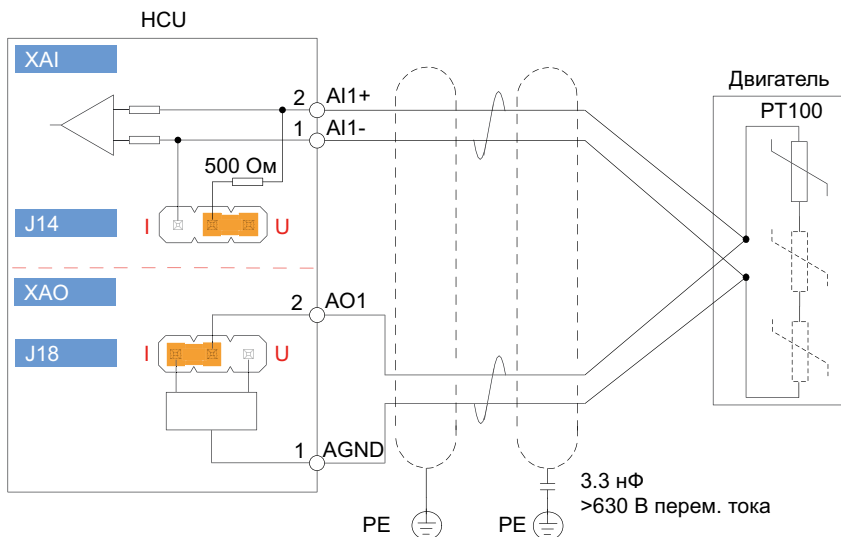 HCU
XAI
2 AI1+
1 AI1-
500 Ом
J14
I U
XAO
2 AO1
J18
I U
1 AGND
Двигатель
PT100
3.3 нФ
>630 В перем. тока
PE PE